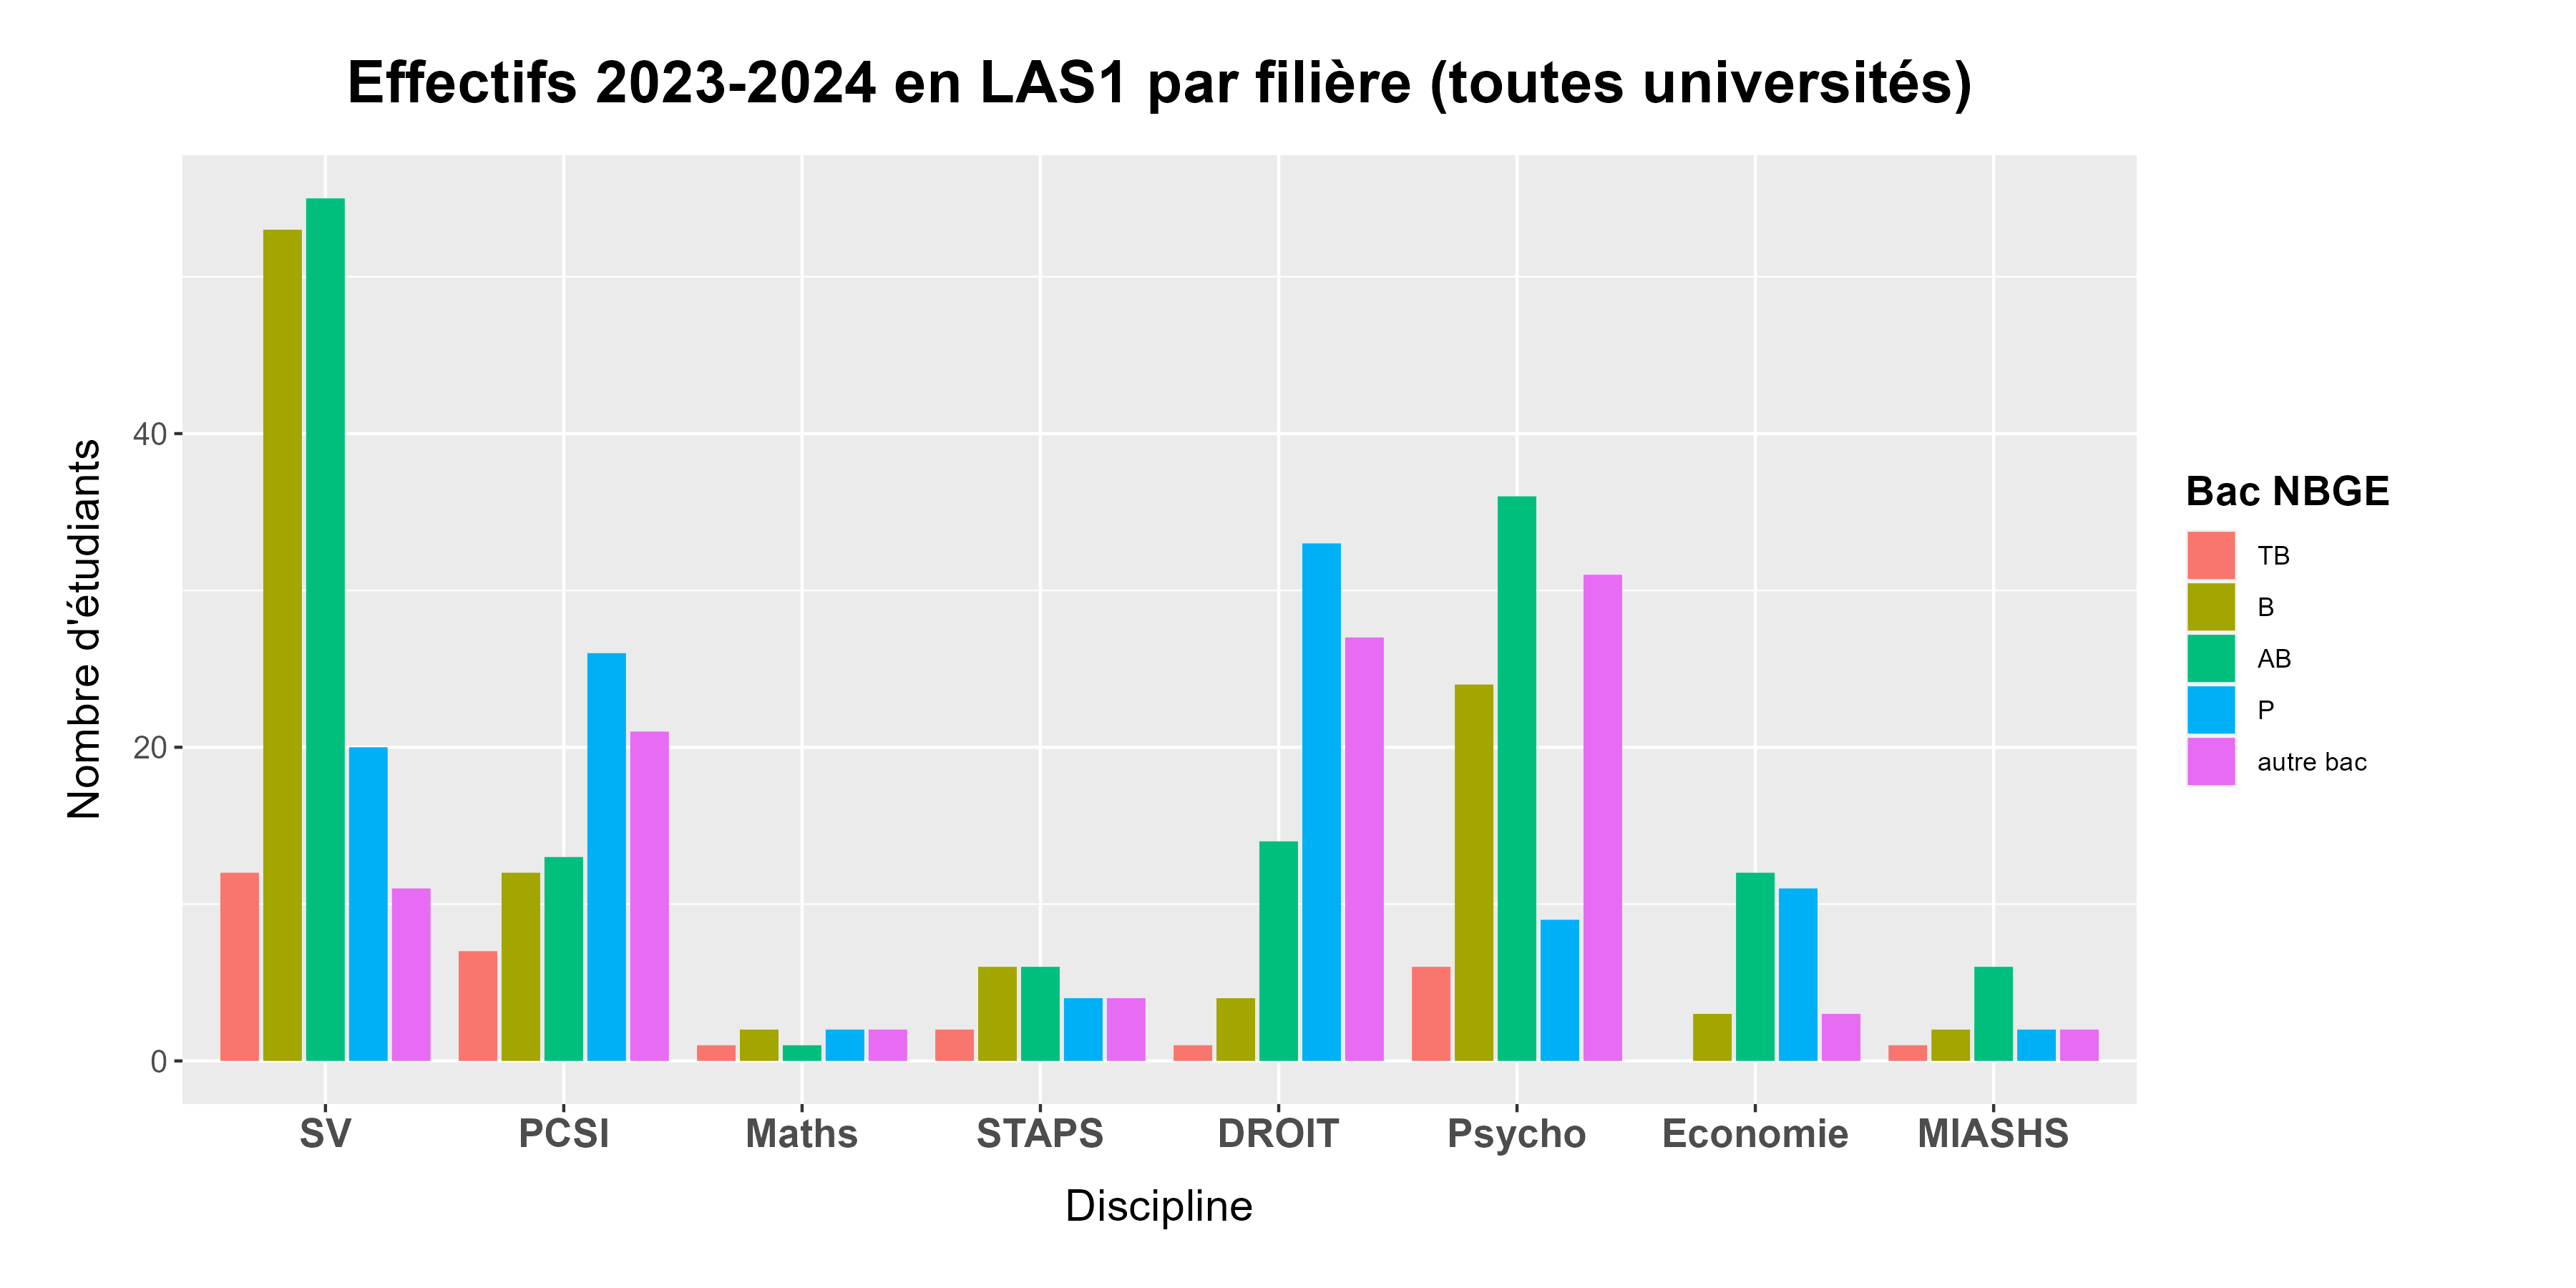 Effectifs 2023-2024 en LAS1 par filière (toutes universités)
Nombre d'étudiants
40
20
0
SV PCSI Maths STAPS DROIT Psycho Economie MIASHS
Discipline
Bac NBGE
TB
B
AB
P
autre bac